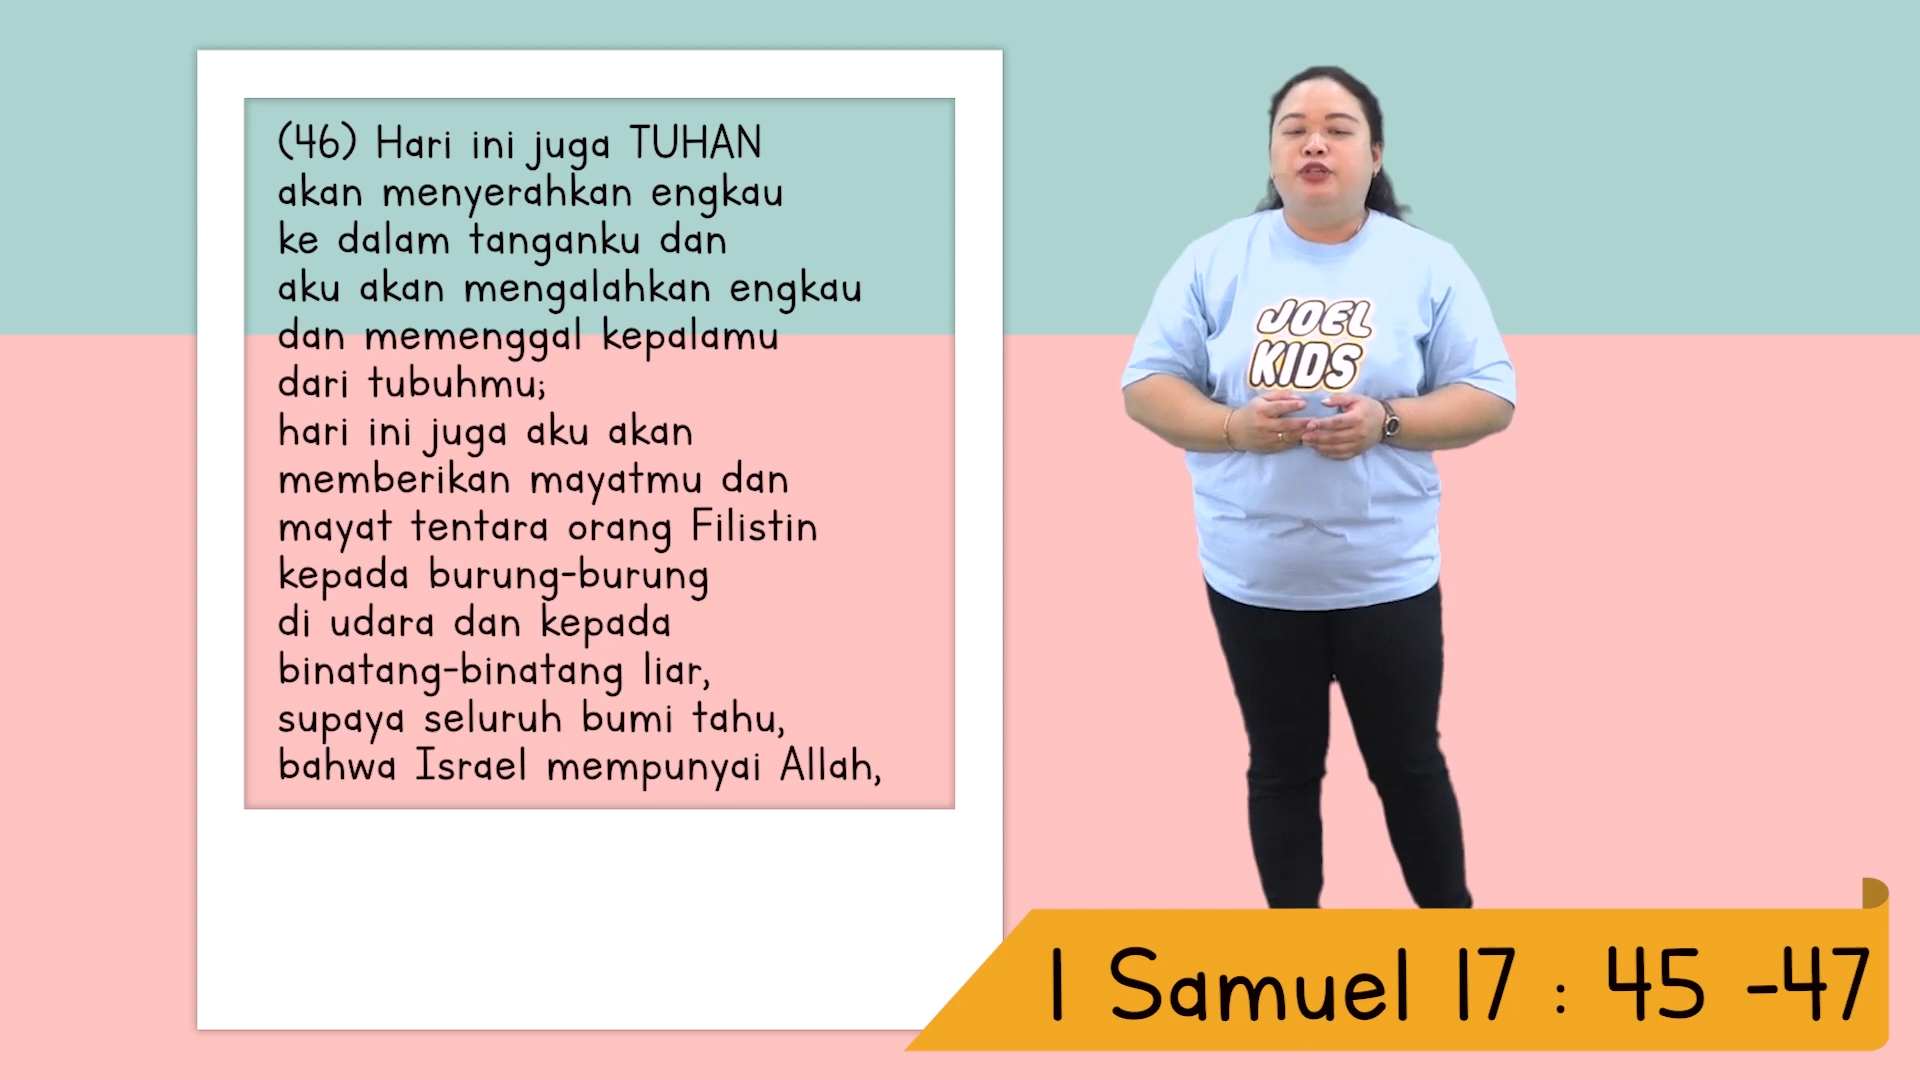 (46) Hari ini juga TUHAN
akan menyerahkan engkau
ke dalam tanganku dan
aku akan mengalahkan engkau
dan memenggal kepalamu
dari tubuhmu;
hari ini juga aku akan
memberikan mayatmu dan
mayat tentara orang Filistin
kepada burung-burung
di udara dan kepada
binatang-binatang liar,
supaya seluruh bumi tahu,
bahwa Israel mempunyai Allah,
JOEL
KIDS
1 Samuel 17 : 45 -47